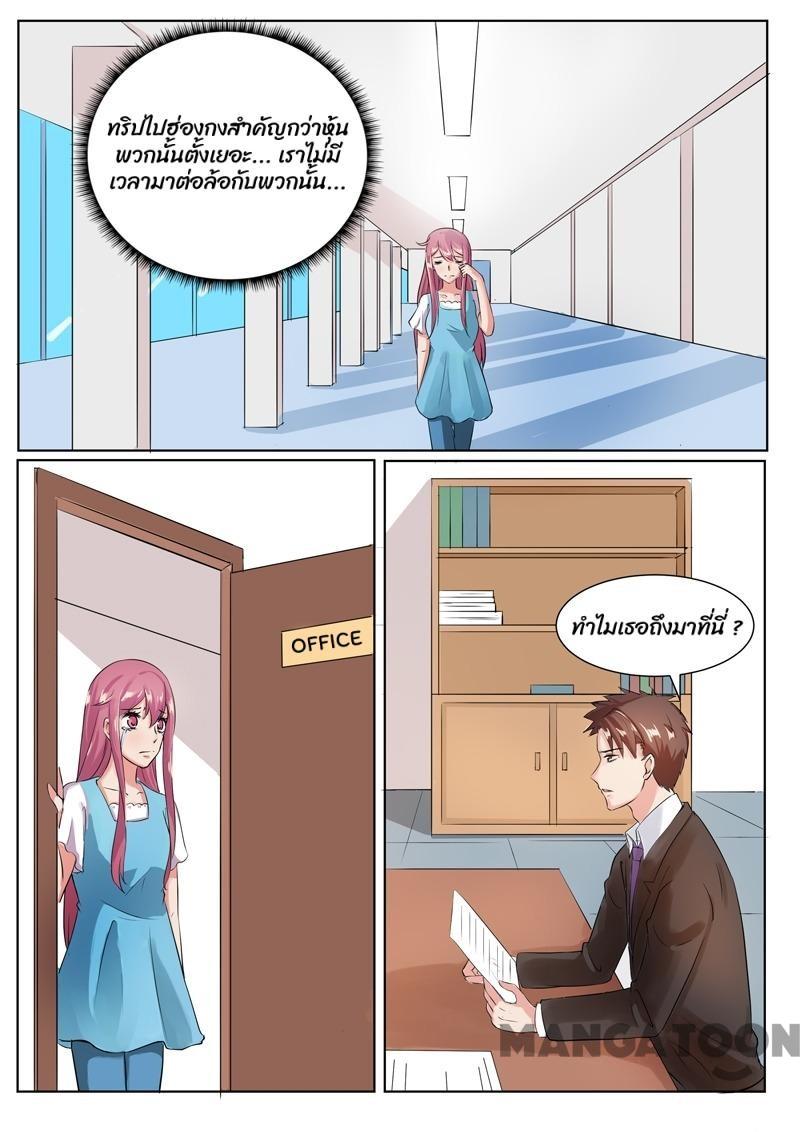 ทริปไปฮ่องกงสำคัญกว่าหุ้น
พวกนั้นตั้งเยอะ... เราไม่มี
เวลามาต่อล้อกับพวกนั้น...
OFFICE
ทำไมเธอถึงมาที่นี่ ?
MANGATOON